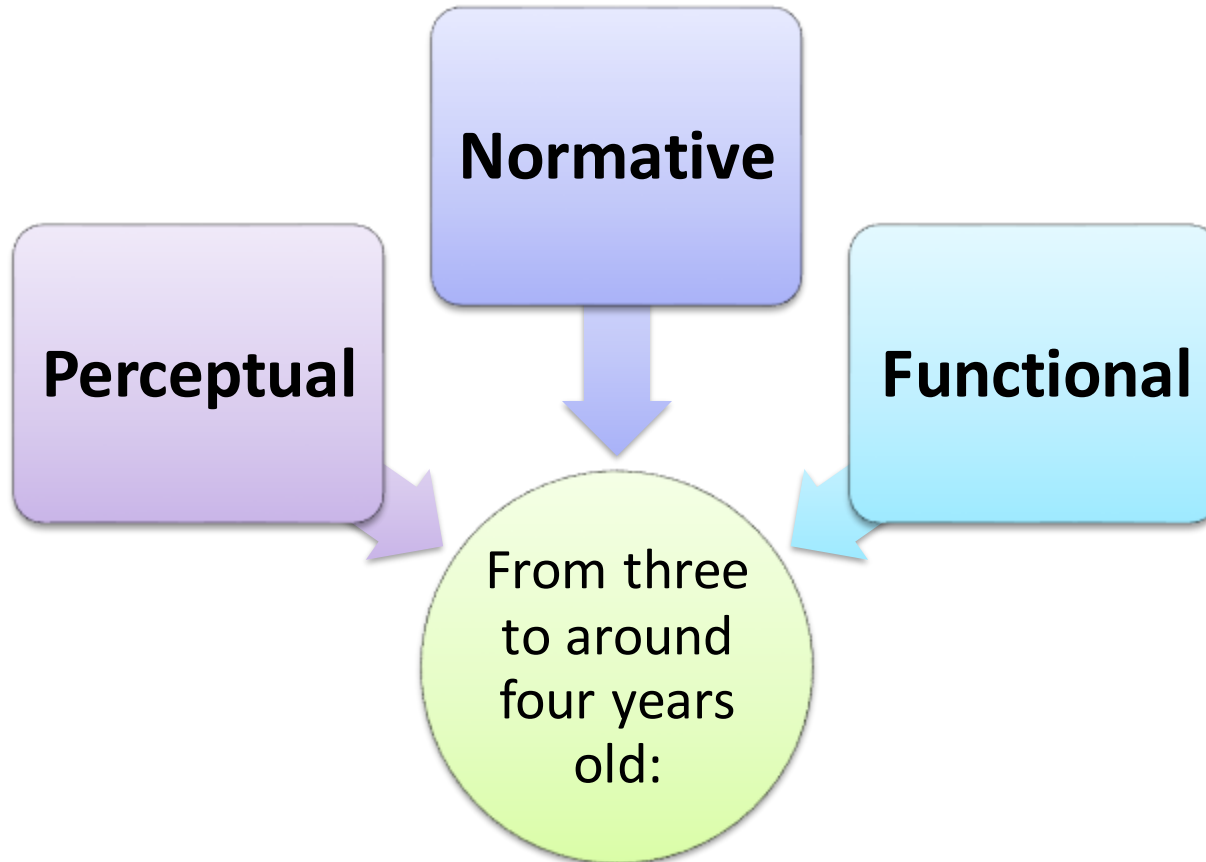 Normative
Perceptual
Functional
From three
to around
four years
old: